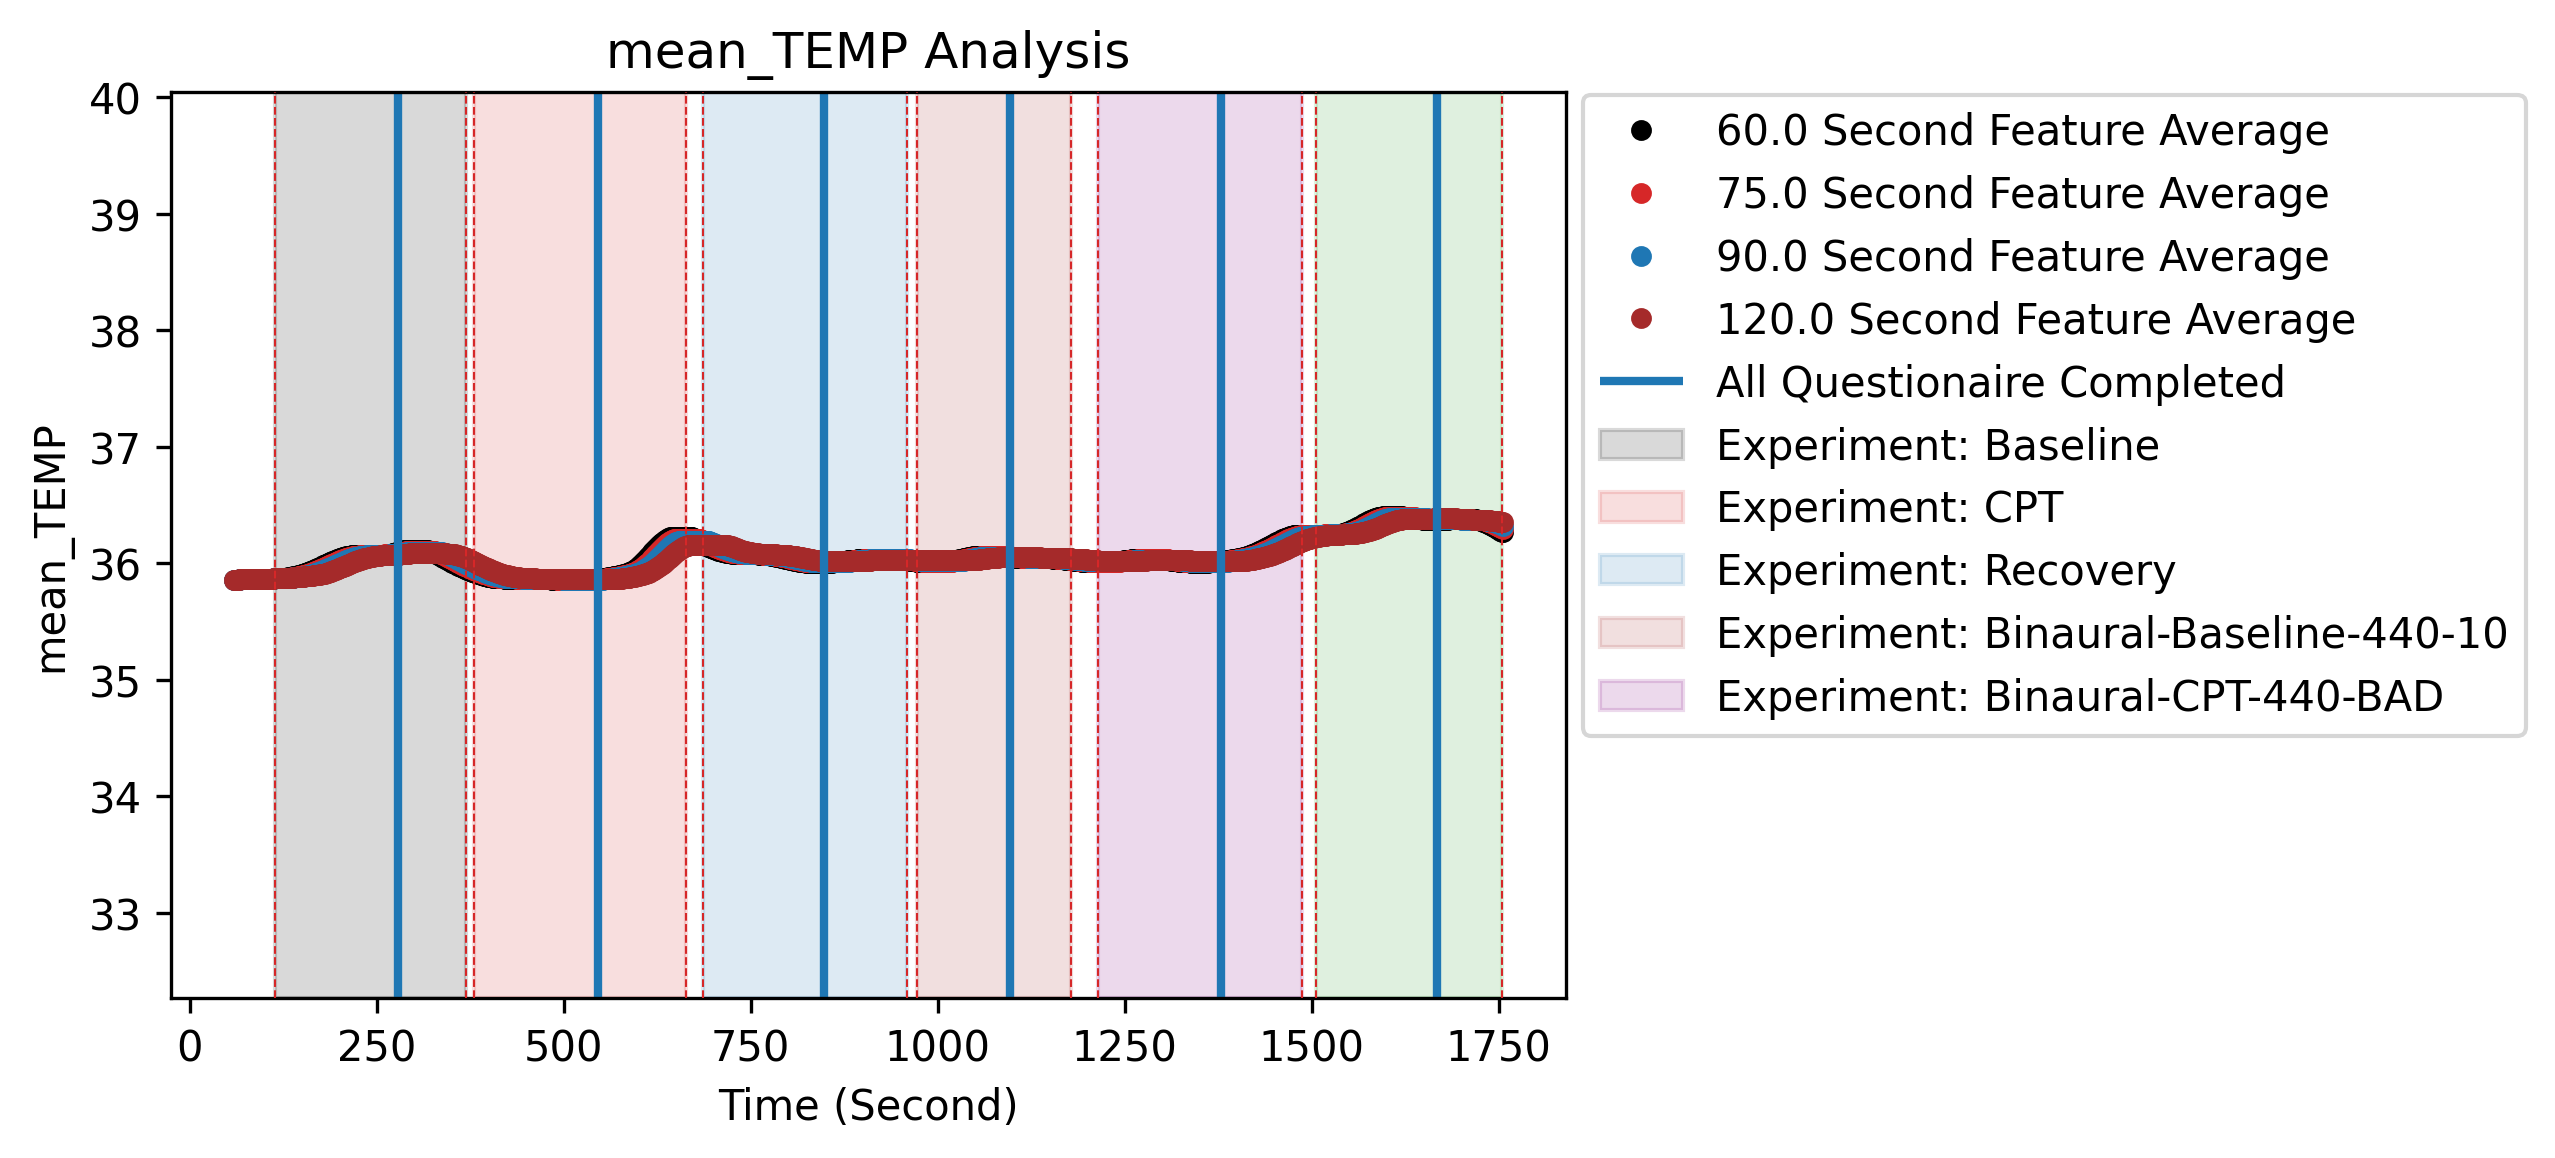 mean_TEMP Analysis
40
39
38
37
36
35
34
33
mean_TEMP
0 250 500 750 1000 1250 1500 1750
Time (Second)
60.0 Second Feature Average
75.0 Second Feature Average
90.0 Second Feature Average
120.0 Second Feature Average
All Questionaire Completed
Experiment: Baseline
Experiment: CPT
Experiment: Recovery
Experiment: Binaural-Baseline-440-10
Experiment: Binaural-CPT-440-BAD